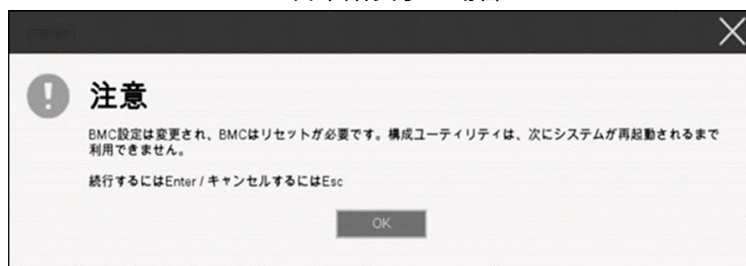 注意
BMC設定は変更され、BMCはリセットが必要です。構成ユーティリティは、次にシステムが再起動されるまで
利用できません。
続行するにはEnter / キャンセルするにはEsc
OK